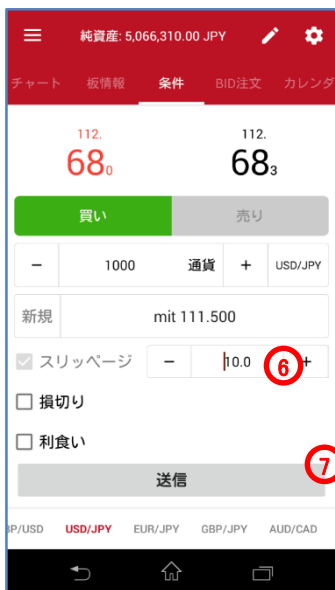 純資産: 5,066,310.00 JPY
チャート 板情報 条件 BID注文 カレンダ
112. 112.
68₀ 68₃
買い 売り
− 1000 通貨 + USD/JPY
新規 mit 111.500
スリッページ − 10.0 ⑥ +
損切り
利食い
⑦
送信
BP/USD USD/JPY EUR/JPY GBP/JPY AUD/CAD